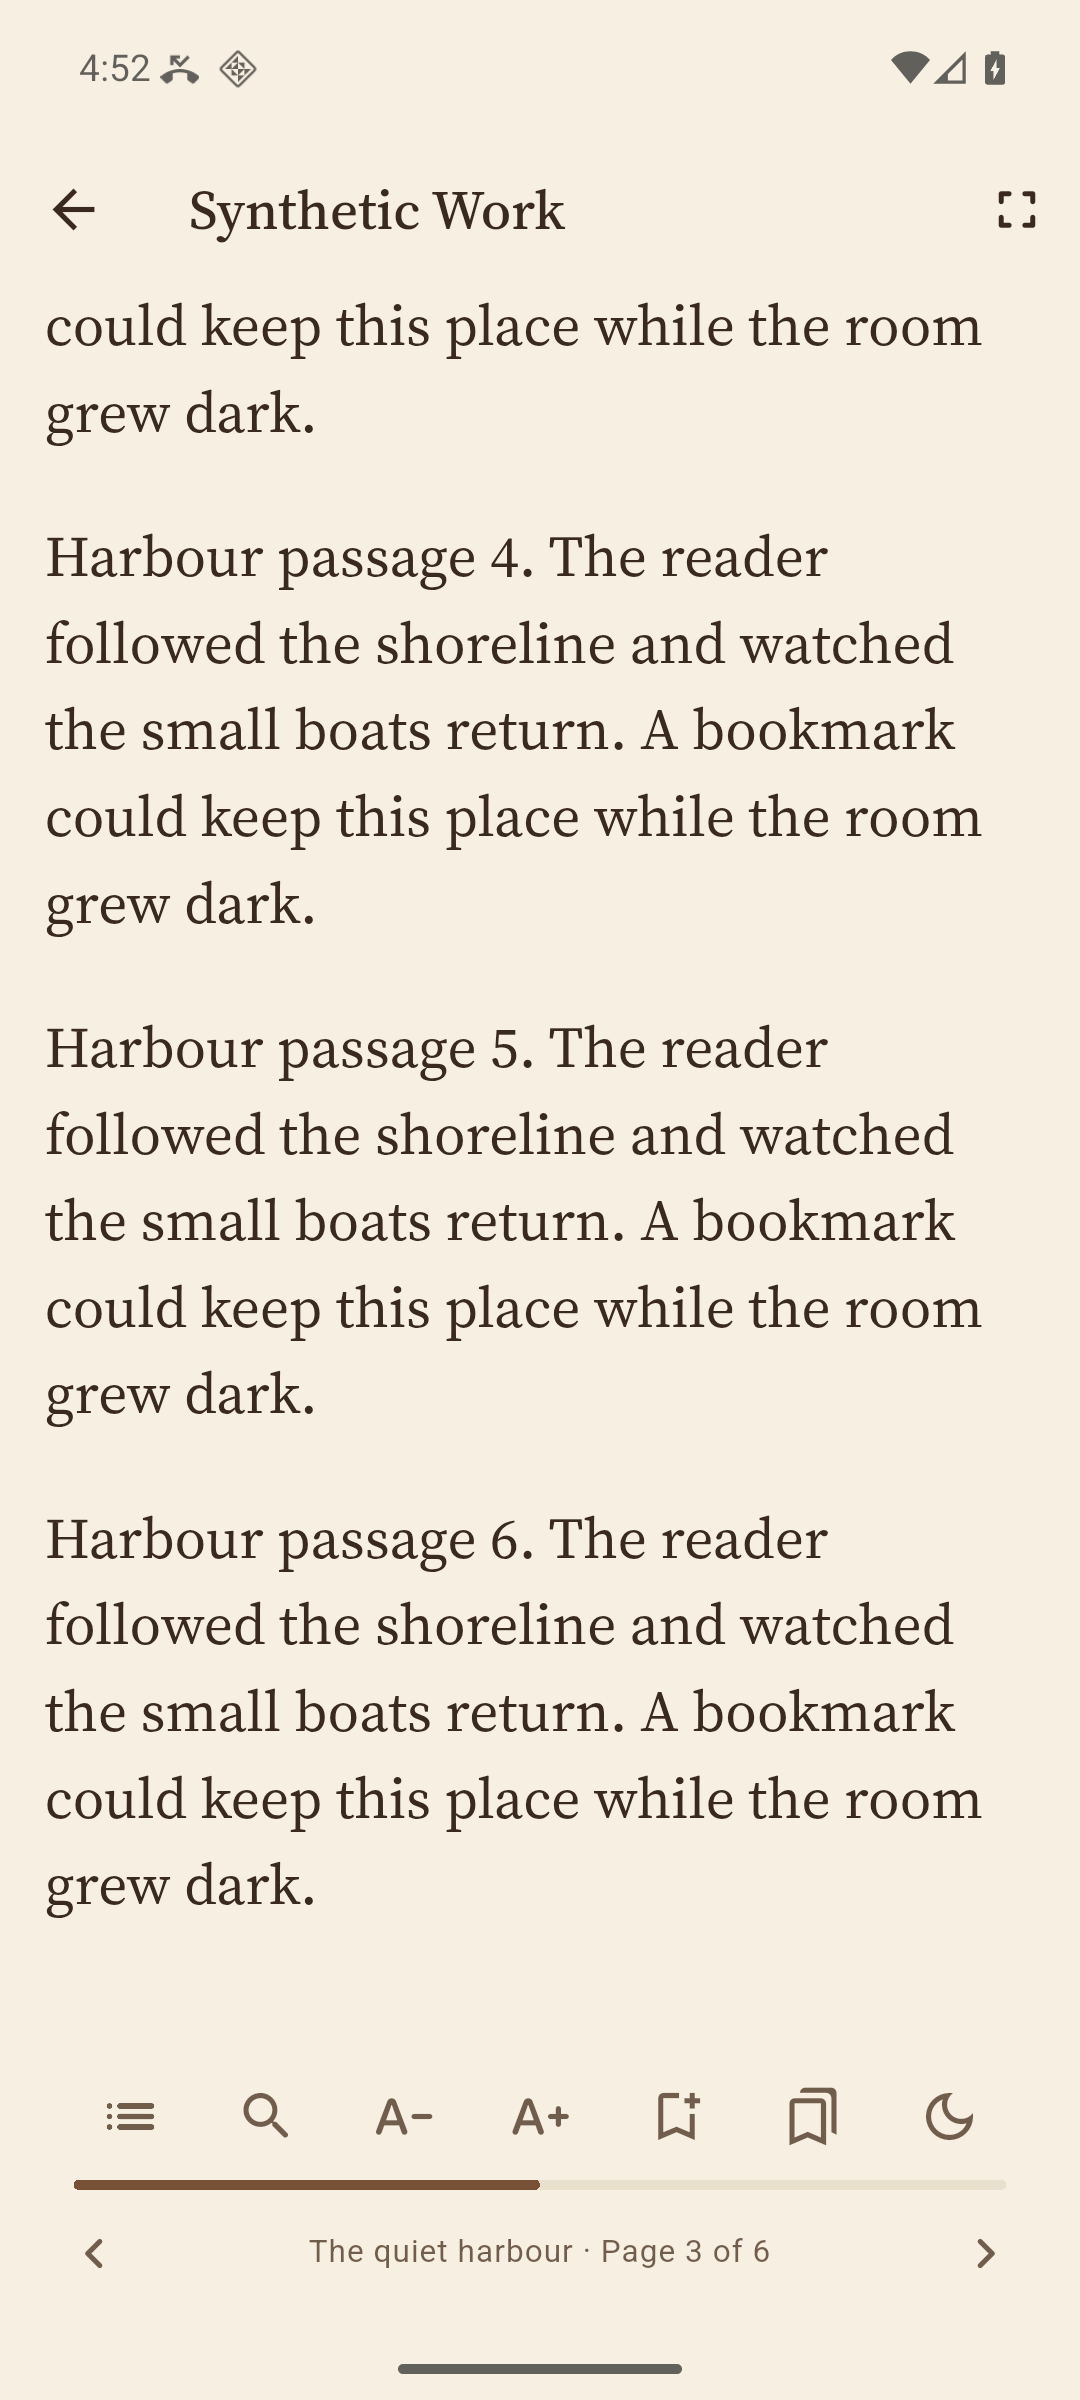 4:52
Synthetic Work
could keep this place while the room
grew dark.
Harbour passage 4. The reader
followed the shoreline and watched
the small boats return. A bookmark
could keep this place while the room
grew dark.
Harbour passage 5. The reader
followed the shoreline and watched
the small boats return. A bookmark
could keep this place while the room
grew dark.
Harbour passage 6. The reader
followed the shoreline and watched
the small boats return. A bookmark
could keep this place while the room
grew dark.
A− A+
The quiet harbour · Page 3 of 6